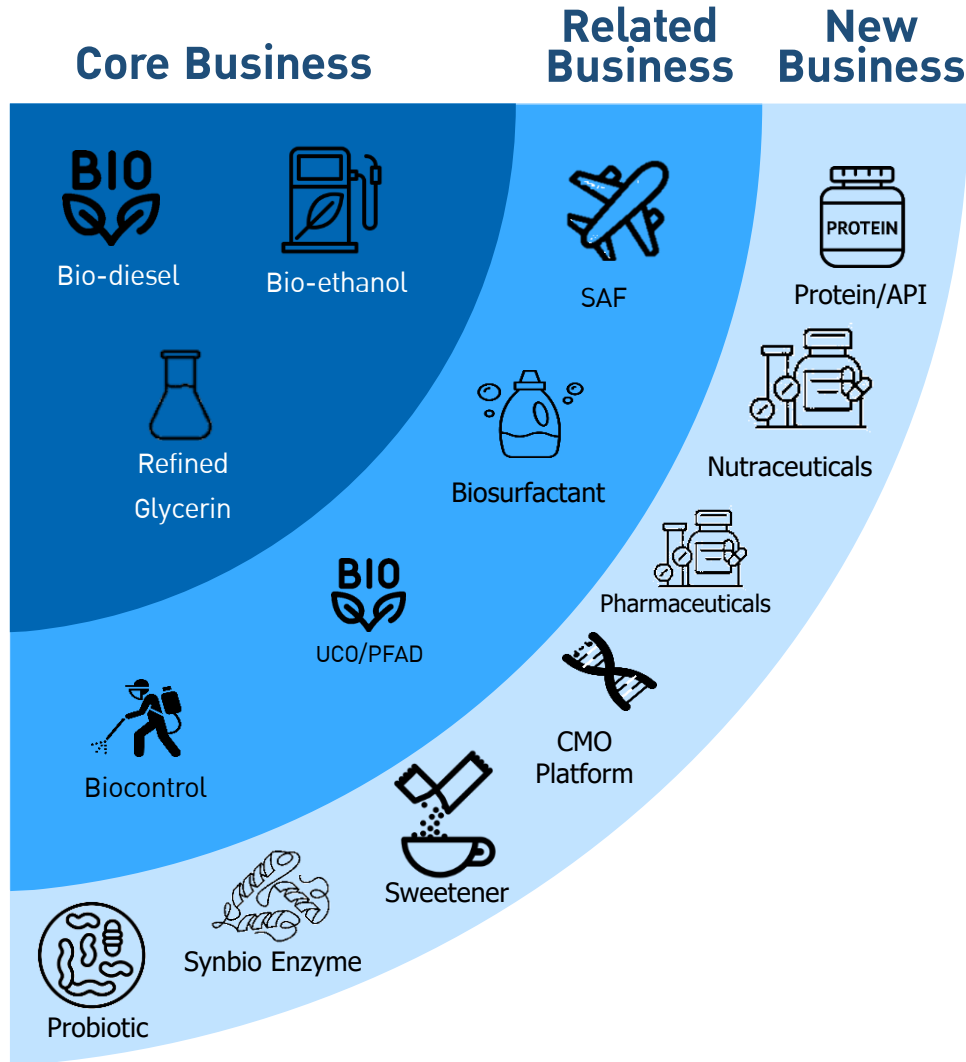 Core Business
Related
Business
New
Business
BIO
Bio-diesel
Bio-ethanol
Refined
Glycerin
SAF
Biosurfactant
BIO
UCO/PFAD
Biocontrol
PROTEIN
Protein/API
Nutraceuticals
Pharmaceuticals
CMO
Platform
Sweetener
Synbio Enzyme
Probiotic